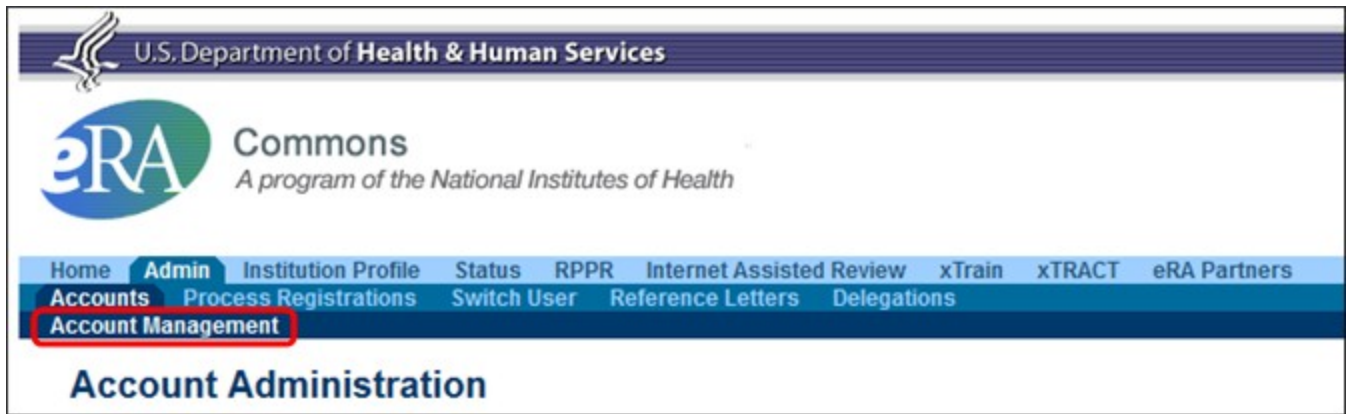 U.S. Department of Health & Human Services
eRA
Commons
A program of the National Institutes of Health
Home Admin Institution Profile Status RPPR Internet Assisted Review xTrain xTRACT eRA Partners
Accounts Process Registrations Switch User Reference Letters Delegations
Account Management
Account Administration